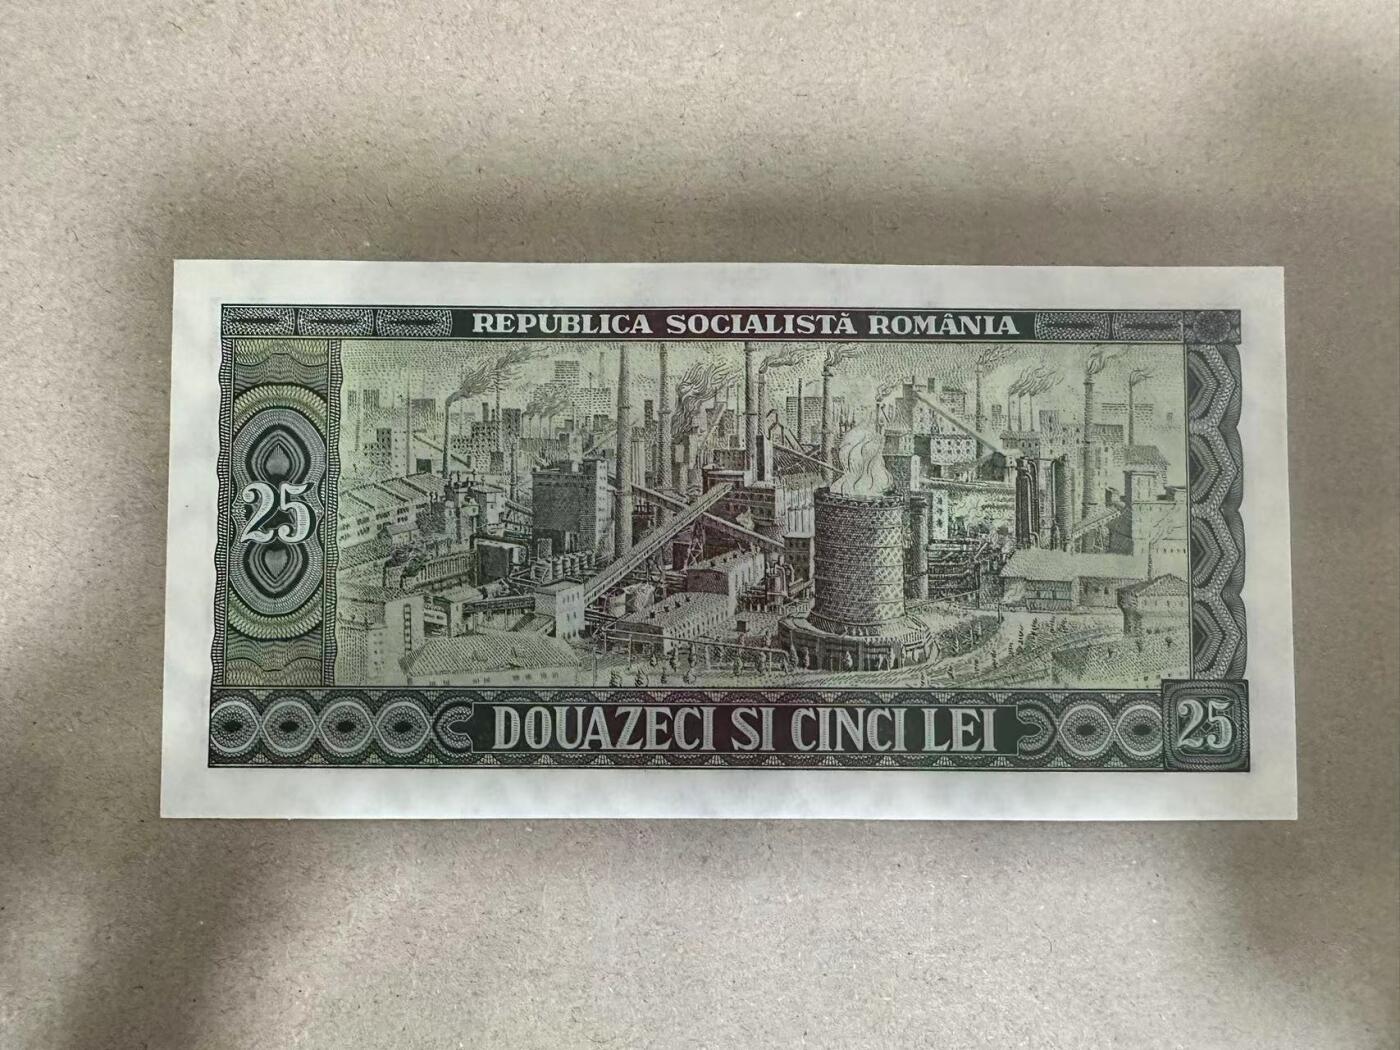 REPUBLICA SOCIALISTĂ ROMÂNIA
25
DOUAZECI SI CINCI LEI
25